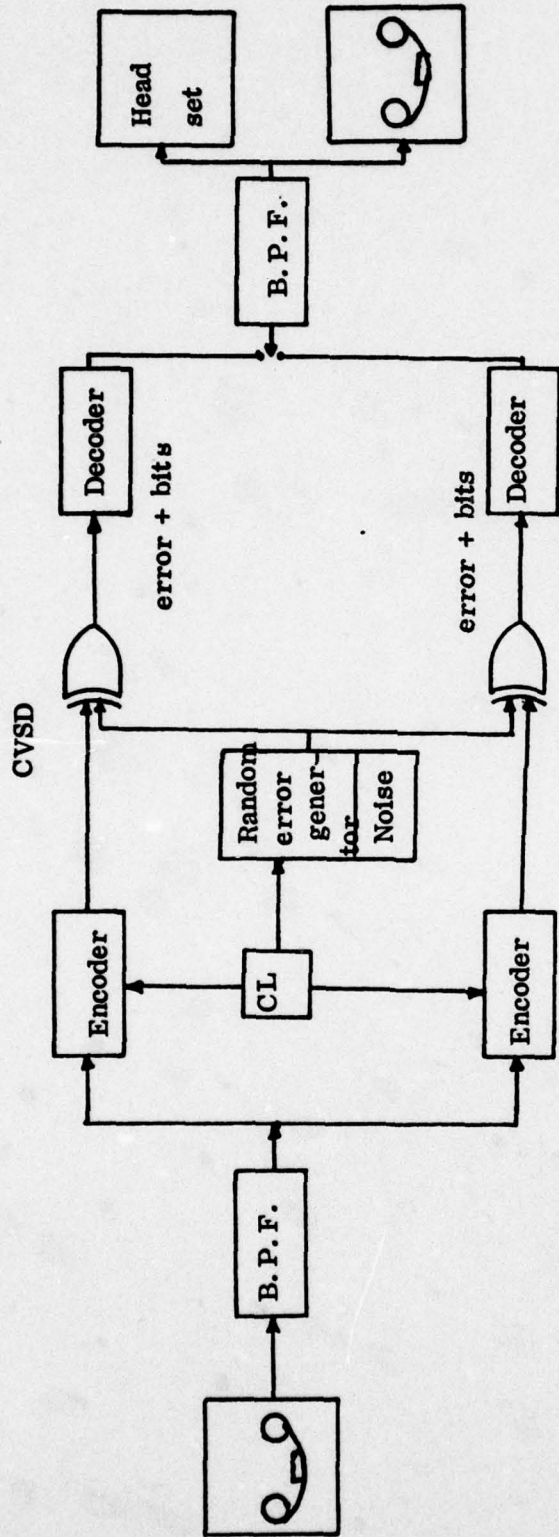 CVSD
B. P. F.
Encoder
Encoder
CL
Random
error
gener-
tor
Noise
error + bits
error + bits
Decoder
Decoder
B. P. F.
Head
set